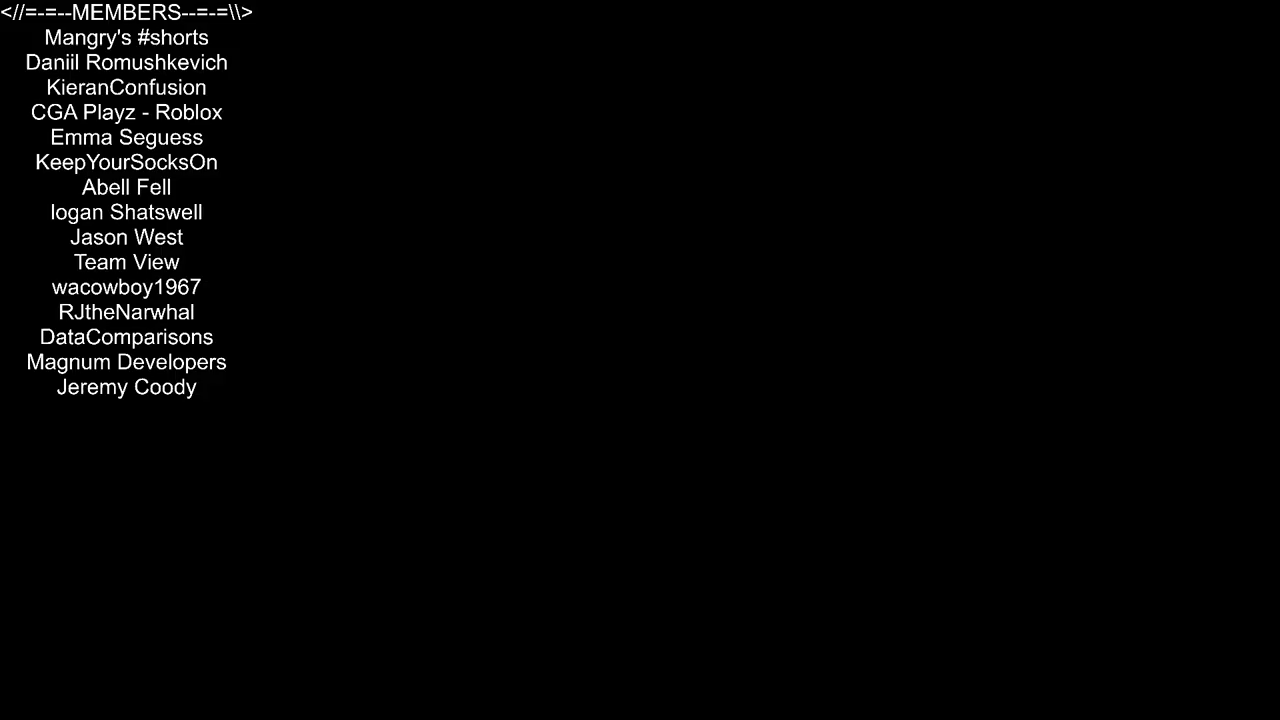 <//=-=--MEMBERS--=-=\\>
Mangry's #shorts
Daniil Romushkevich
KieranConfusion
CGA Playz - Roblox
Emma Seguess
KeepYourSocksOn
Abell Fell
logan Shatswell
Jason West
Team View
wacowboy1967
RJtheNarwhal
DataComparisons
Magnum Developers
Jeremy Coody